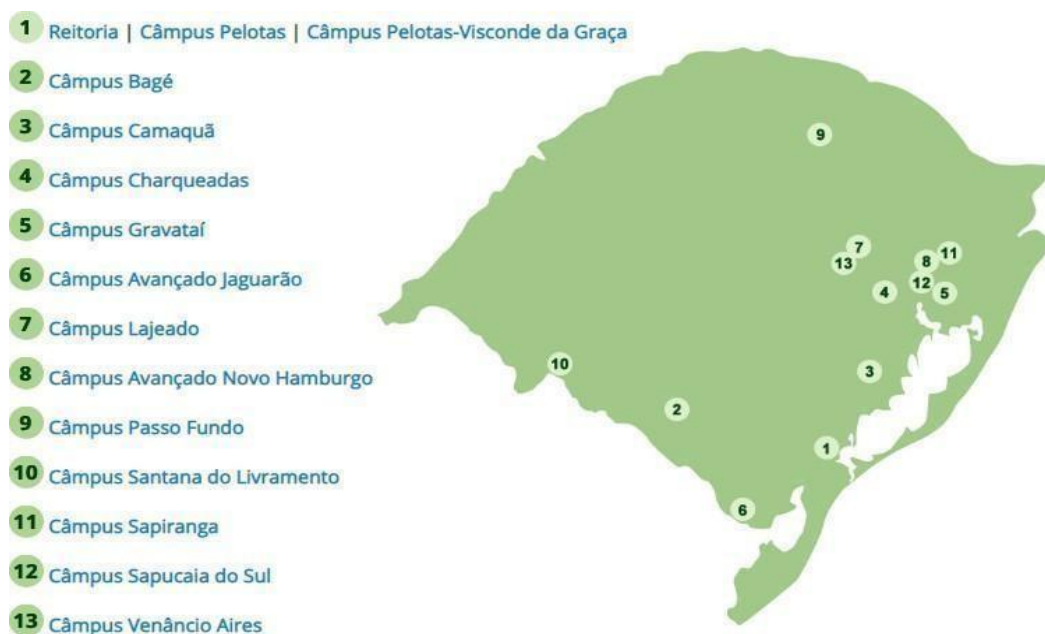 1 Reitoria | Câmpus Pelotas | Câmpus Pelotas-Visconde da Graça
2 Câmpus Bagé
3 Câmpus Camaquã
4 Câmpus Charqueadas
5 Câmpus Gravataí
6 Câmpus Avançado Jaguarão
7 Câmpus Lajeado
8 Câmpus Avançado Novo Hamburgo
9 Câmpus Passo Fundo
10 Câmpus Santana do Livramento
11 Câmpus Sapiranga
12 Câmpus Sapucaia do Sul
13 Câmpus Venâncio Aires
9
7
11
8
13
12
4
5
10
3
2
1
6